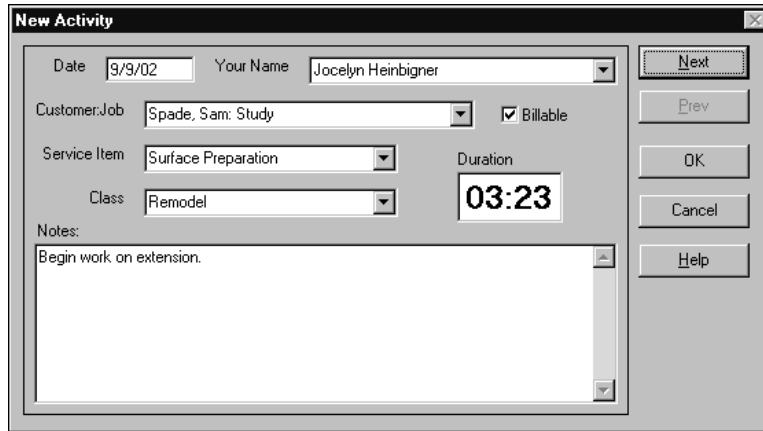 New Activity
Date 9/9/02 Your Name Jocelyn Heinbigner Next
Customer:Job Spade, Sam: Study Billable Prev
Service Item Surface Preparation Duration OK
Class Remodel 03:23 Cancel
Notes:
Begin work on extension. Help